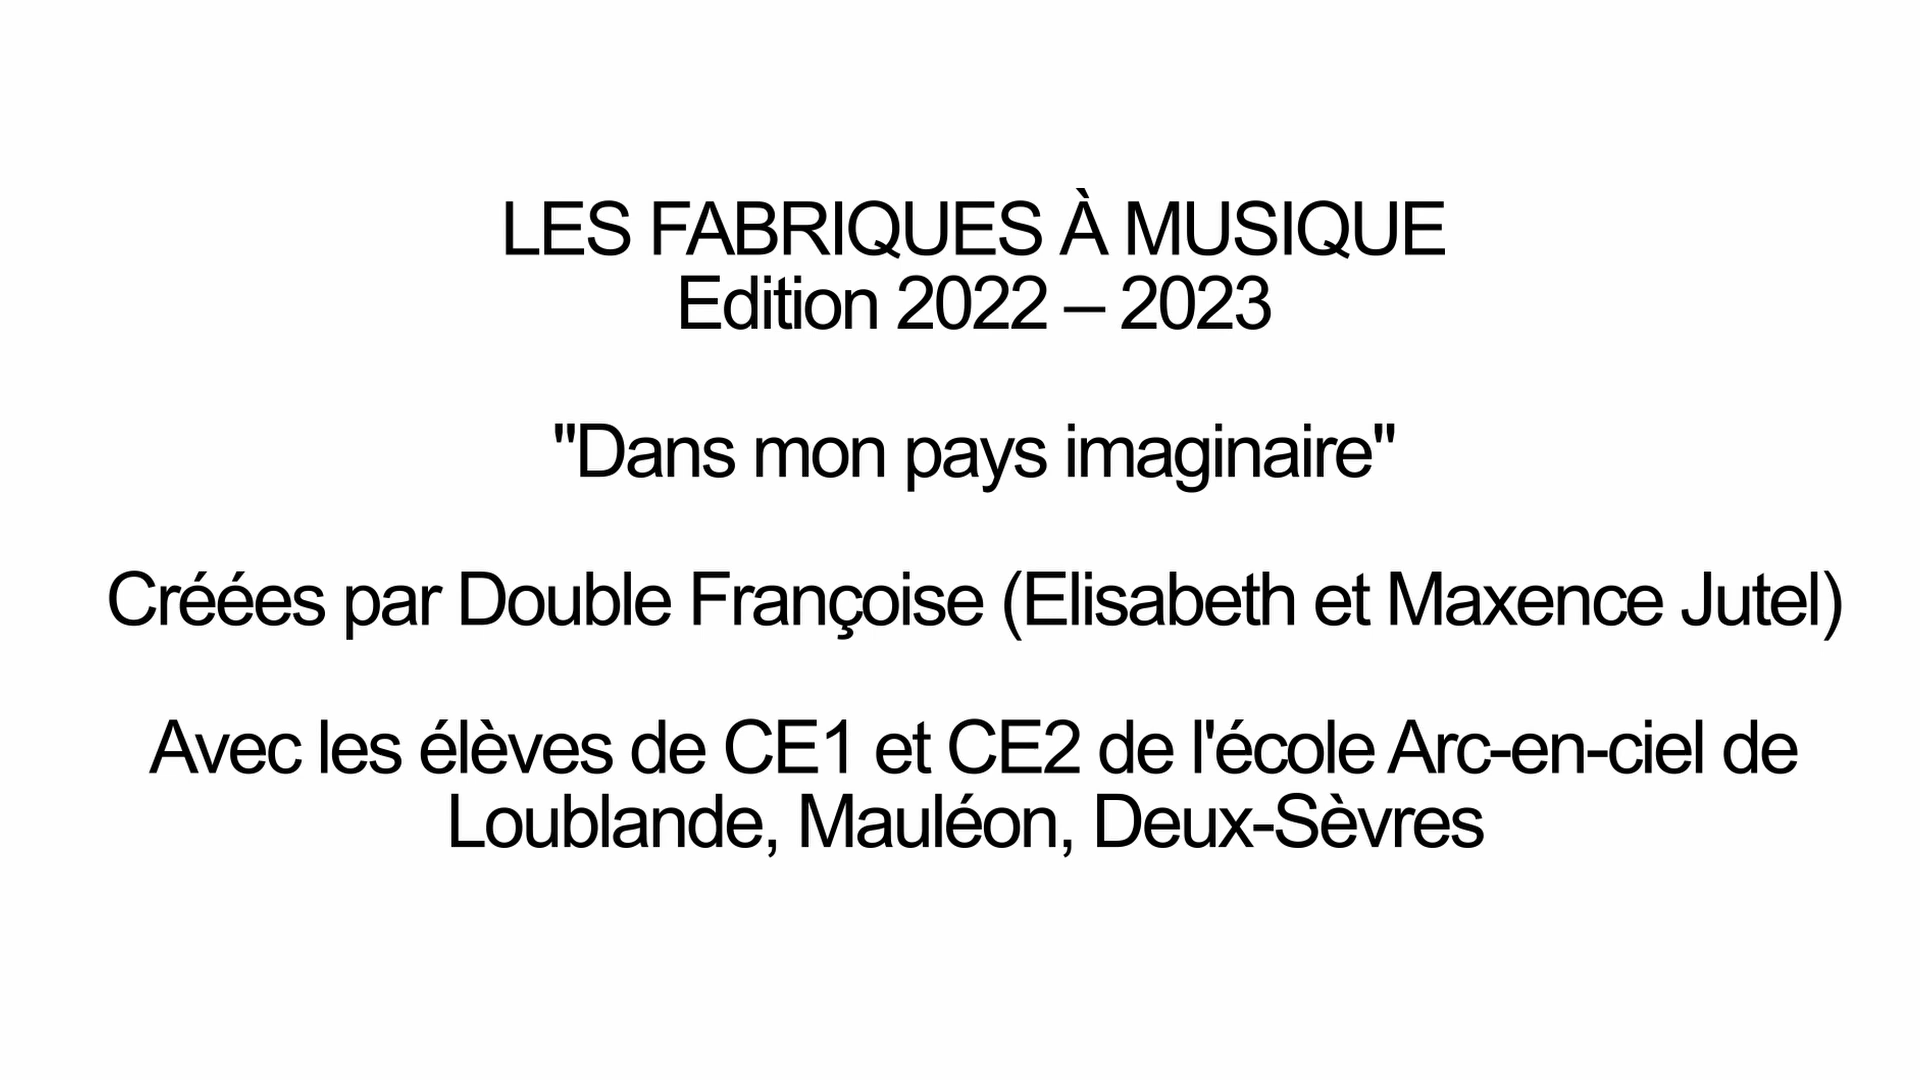 LES FABRIQUES À MUSIQUE
Edition 2022 – 2023
"Dans mon pays imaginaire"
Créées par Double Françoise (Elisabeth et Maxence Jutel)
Avec les élèves de CE1 et CE2 de l'école Arc-en-ciel de
Loublande, Mauléon, Deux-Sèvres